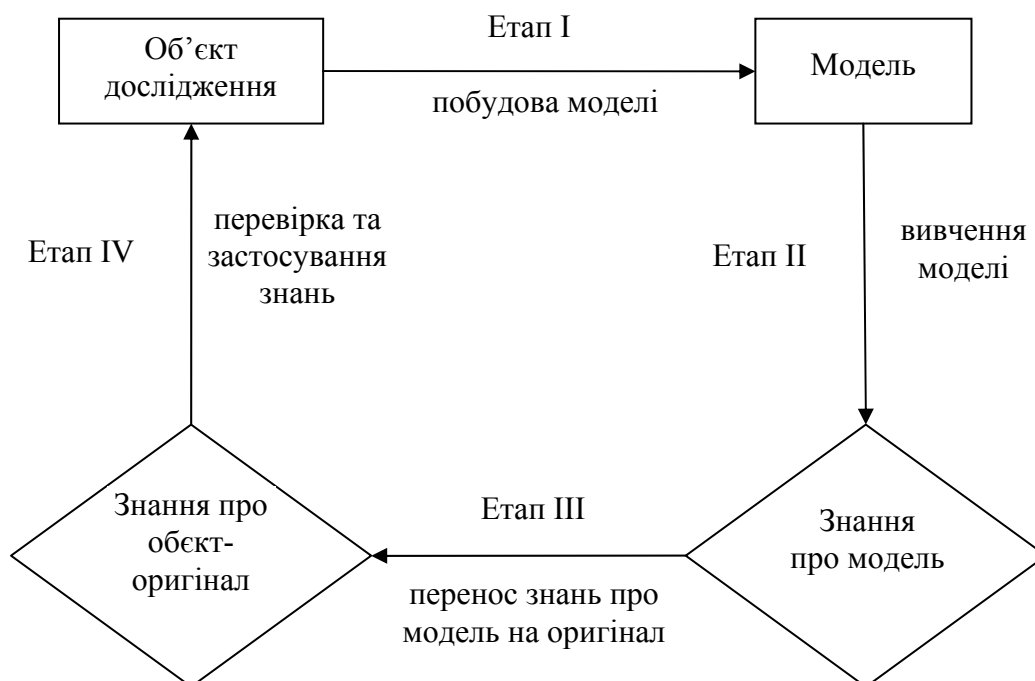 Об’єкт
дослідження
Етап I
побудова моделі
Модель
Етап IV
перевірка та
застосування
знань
Етап II
вивчення
моделі
Знання про
обєкт-
оригінал
Етап III
перенос знань про
модель на оригінал
Знання
про модель